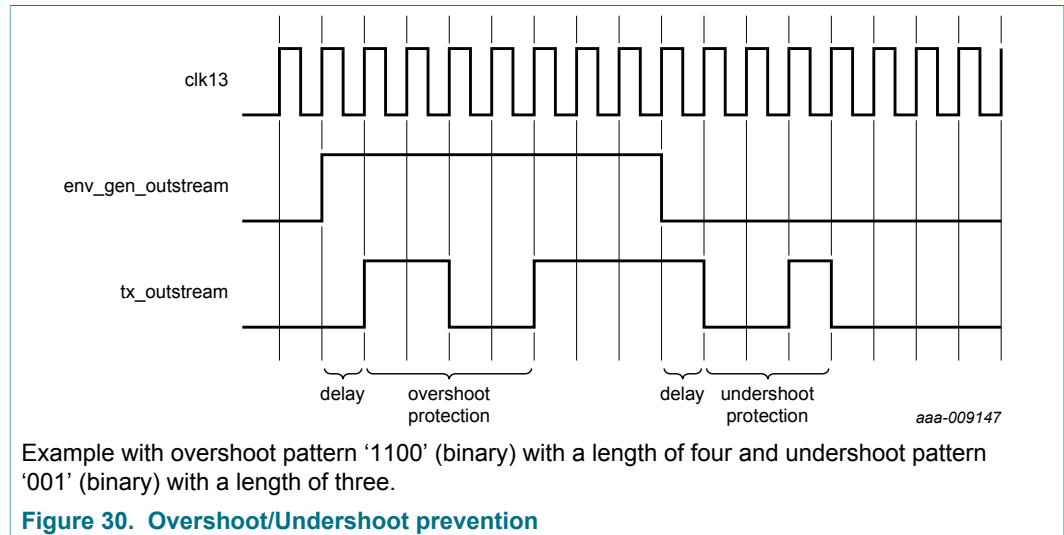 clk13
env_gen_outstream
tx_outstream
delay
overshoot
protection
delay
undershoot
protection
aaa-009147
Example with overshoot pattern ‘1100’ (binary) with a length of four and undershoot pattern
‘001’ (binary) with a length of three.
Figure 30. Overshoot/Undershoot prevention